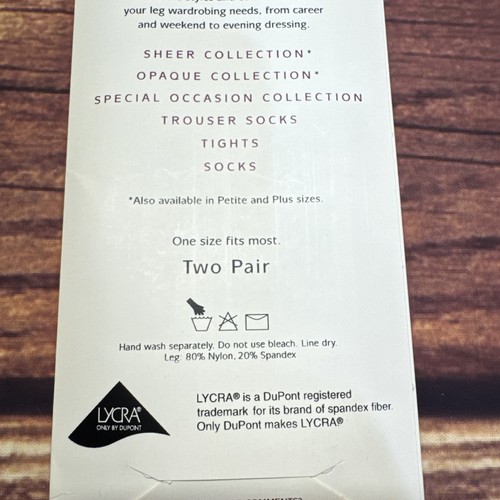 your leg wardrobing needs, from career
and weekend to evening dressing.
SHEER COLLECTION*
OPAQUE COLLECTION*
SPECIAL OCCASION COLLECTION
TROUSER SOCKS
TIGHTS
SOCKS
*Also available in Petite and Plus sizes.
One size fits most.
Two Pair
Hand wash separately. Do not use bleach. Line dry.
Leg: 80% Nylon, 20% Spandex
LYCRA®
ONLY BY DUPONT
LYCRA® is a DuPont registered
trademark for its brand of spandex fiber.
Only DuPont makes LYCRA®